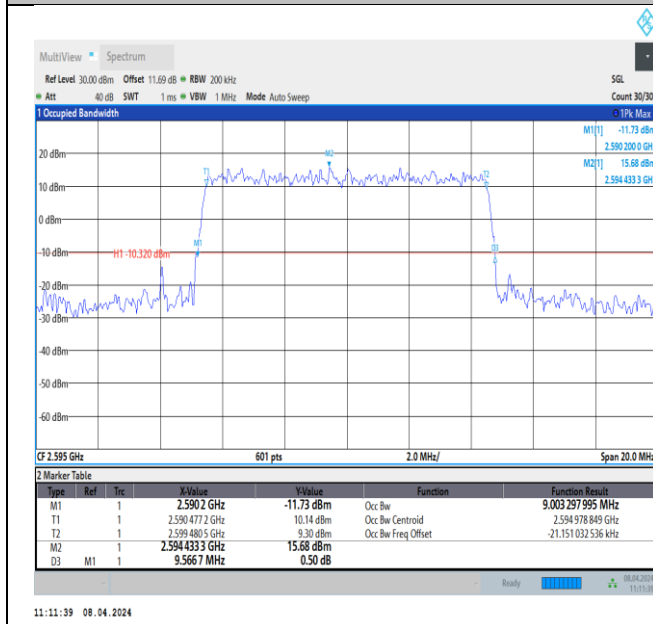 MultiView Spectrum
Ref Level 30.00 dBm Offset 11.69 dB RBW 200 kHz SGL
Att 40 dB SWT 1 ms VBW 1 MHz Mode Auto Sweep Count 30/30
1 Occupied Bandwidth 1Pk Max
M1[1] -11.73 dBm
2.590 200 0 GH
20 dBm M2 M2[1] 15.68 dBm
T1 T2 2.594 433 3 GH
10 dBm
0 dBm
M1 D3
-10 dBm H1 -10.320 dBm
-20 dBm
-30 dBm
-40 dBm
-50 dBm
-60 dBm
CF 2.595 GHz 601 pts 2.0 MHz/ Span 20.0 MHz
2 Marker Table
Type Ref Trc X-Value Y-Value Function Function Result
M1 1 2.590 2 GHz -11.73 dBm Occ Bw 9.003 297 995 MHz
T1 1 2.590 477 2 GHz 10.14 dBm Occ Bw Centroid 2.594 978 849 GHz
T2 1 2.599 480 5 GHz 9.30 dBm Occ Bw Freq Offset -21.151 032 536 kHz
M2 1 2.594 433 3 GHz 15.68 dBm
D3 M1 1 9.566 7 MHz 0.50 dB
Ready 08.04.2024
11:11:39
11:11:39 08.04.2024